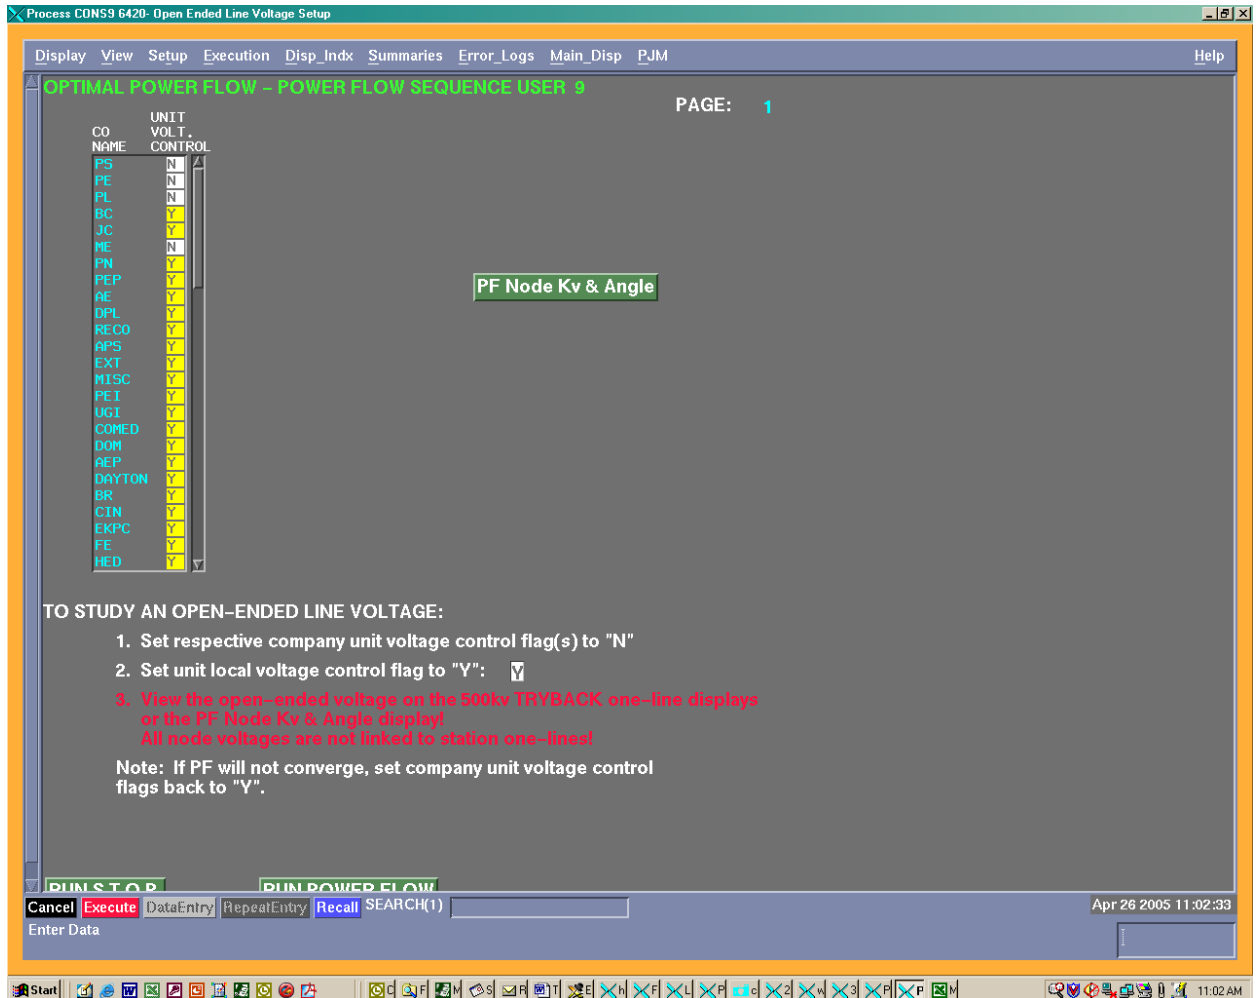 Process CONS9 6420- Open Ended Line Voltage Setup
Display View Setup Execution Disp_Indx Summaries Error_Logs Main_Disp PJM Help
OPTIMAL POWER FLOW – POWER FLOW SEQUENCE USER 9
PAGE: 1
UNIT
CO VOLT.
NAME CONTROL
PS N
PE N
PL N
BC Y
JC Y
ME N
PN Y
PEP Y
AE Y
DPL Y
RECO Y
APS Y
EXT Y
MISC Y
PEI Y
UGI Y
COMED Y
DOM Y
AEP Y
DAYTON Y
BR Y
CIN Y
EKPC Y
FE Y
HED Y
PF Node Kv & Angle
TO STUDY AN OPEN–ENDED LINE VOLTAGE:
1. Set respective company unit voltage control flag(s) to "N"
2. Set unit local voltage control flag to "Y": Y
3. View the open–ended voltage on the 500kv TRYBACK one–line displays
or the PF Node Kv & Angle display!
All node voltages are not linked to station one–lines!
Note: If PF will not converge, set company unit voltage control
flags back to "Y".
RUN S T O P RUN POWER FLOW
Cancel Execute DataEntry RepeatEntry Recall SEARCH(1) Apr 26 2005 11:02:33
Enter Data
Start 11:02 AM